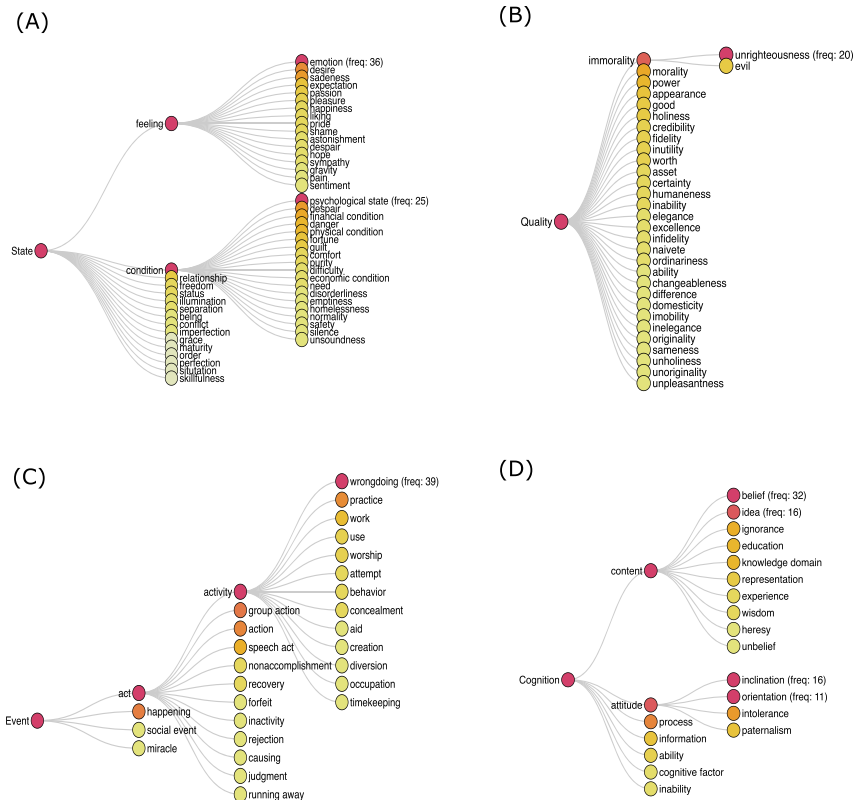 (A)
State
feeling
emotion (freq: 36)
desire
sadeness
expectation
passion
pleasure
happiness
liking
pride
shame
astonishment
despair
hope
sympathy
gravity
pain
sentiment
condition
psychological state (freq: 25)
despair
financial condition
danger
physical condition
fortune
guilt
comfort
purity
difficulty
economic condition
need
disorderliness
emptiness
homelessness
normality
safety
silence
unsoundness
relationship
freedom
status
illumination
separation
being
conflict
imperfection
grace
maturity
order
perfection
situtation
skillfulness
(B)
Quality
immorality
unrighteousness (freq: 20)
evil
morality
power
appearance
good
holiness
credibility
fidelity
inutility
worth
asset
certainty
humaneness
inability
elegance
excellence
infidelity
naivete
ordinariness
ability
changeableness
difference
domesticity
imobility
inelegance
originality
sameness
unholiness
unoriginality
unpleasantness
(C)
Event
act
activity
wrongdoing (freq: 39)
practice
work
use
worship
attempt
behavior
concealment
aid
creation
diversion
occupation
timekeeping
group action
action
speech act
nonaccomplishment
recovery
forfeit
inactivity
rejection
causing
judgment
running away
happening
social event
miracle
(D)
Cognition
content
belief (freq: 32)
idea (freq: 16)
ignorance
education
knowledge domain
representation
experience
wisdom
heresy
unbelief
attitude
inclination (freq: 16)
orientation (freq: 11)
intolerance
paternalism
process
information
ability
cognitive factor
inability